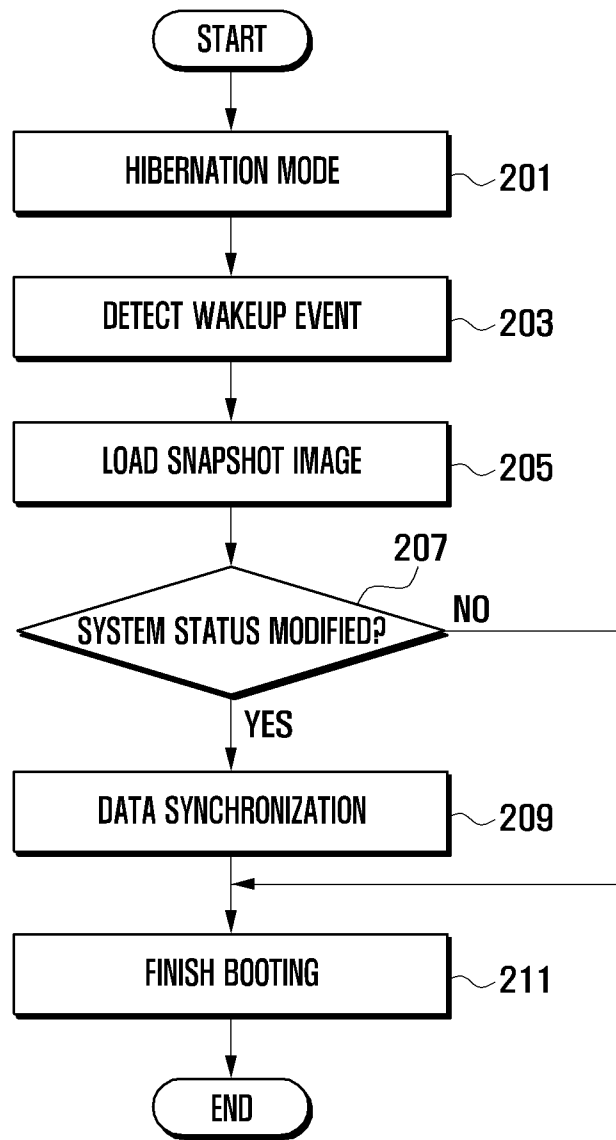 START
HIBERNATION MODE
201
DETECT WAKEUP EVENT
203
LOAD SNAPSHOT IMAGE
205
207
SYSTEM STATUS MODIFIED?
NO
YES
DATA SYNCHRONIZATION
209
FINISH BOOTING
211
END